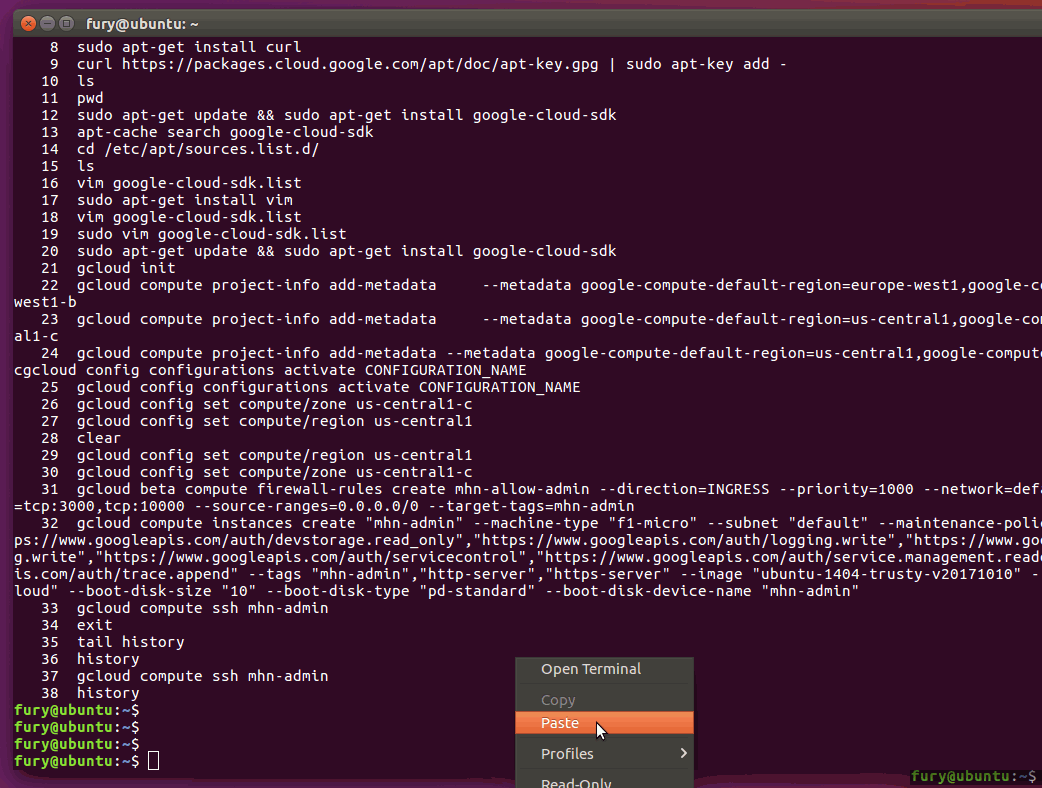 fury@ubuntu: ~
8 sudo apt-get install curl
9 curl https://packages.cloud.google.com/apt/doc/apt-key.gpg | sudo apt-key add -
10 ls
11 pwd
12 sudo apt-get update && sudo apt-get install google-cloud-sdk
13 apt-cache search google-cloud-sdk
14 cd /etc/apt/sources.list.d/
15 ls
16 vim google-cloud-sdk.list
17 sudo apt-get install vim
18 vim google-cloud-sdk.list
19 sudo vim google-cloud-sdk.list
20 sudo apt-get update && sudo apt-get install google-cloud-sdk
21 gcloud init
22 gcloud compute project-info add-metadata     --metadata google-compute-default-region=europe-west1,google-co
west1-b
23 gcloud compute project-info add-metadata     --metadata google-compute-default-region=us-central1,google-com
al1-c
24 gcloud compute project-info add-metadata --metadata google-compute-default-region=us-central1,google-compute
cgcloud config configurations activate CONFIGURATION_NAME
25 gcloud config configurations activate CONFIGURATION_NAME
26 gcloud config set compute/zone us-central1-c
27 gcloud config set compute/region us-central1
28 clear
29 gcloud config set compute/region us-central1
30 gcloud config set compute/zone us-central1-c
31 gcloud beta compute firewall-rules create mhn-allow-admin --direction=INGRESS --priority=1000 --network=defa
=tcp:3000,tcp:10000 --source-ranges=0.0.0.0/0 --target-tags=mhn-admin
32 gcloud compute instances create "mhn-admin" --machine-type "f1-micro" --subnet "default" --maintenance-polic
ps://www.googleapis.com/auth/devstorage.read_only","https://www.googleapis.com/auth/logging.write","https://www.goo
g.write","https://www.googleapis.com/auth/servicecontrol","https://www.googleapis.com/auth/service.management.reado
is.com/auth/trace.append" --tags "mhn-admin","http-server","https-server" --image "ubuntu-1404-trusty-v20171010" -
loud" --boot-disk-size "10" --boot-disk-type "pd-standard" --boot-disk-device-name "mhn-admin"
33 gcloud compute ssh mhn-admin
34 exit
35 tail history
36 history
37 gcloud compute ssh mhn-admin
38 history
fury@ubuntu:~$
fury@ubuntu:~$
fury@ubuntu:~$
fury@ubuntu:~$
Open Terminal
Copy
Paste
Profiles
Read-Only
fury@ubuntu:~$